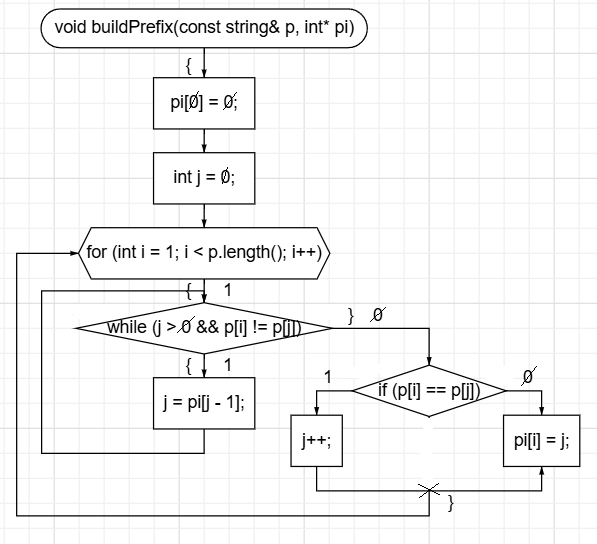 void buildPrefix(const string& p, int* pi)
{
pi[0] = 0;
int j = 0;
for (int i = 1; i < p.length(); i++)
{ 1
while (j > 0 && p[i] != p[j])
} 0
{ 1
j = pi[j - 1];
if (p[i] == p[j])
1
0
j++;
pi[i] = j;
}